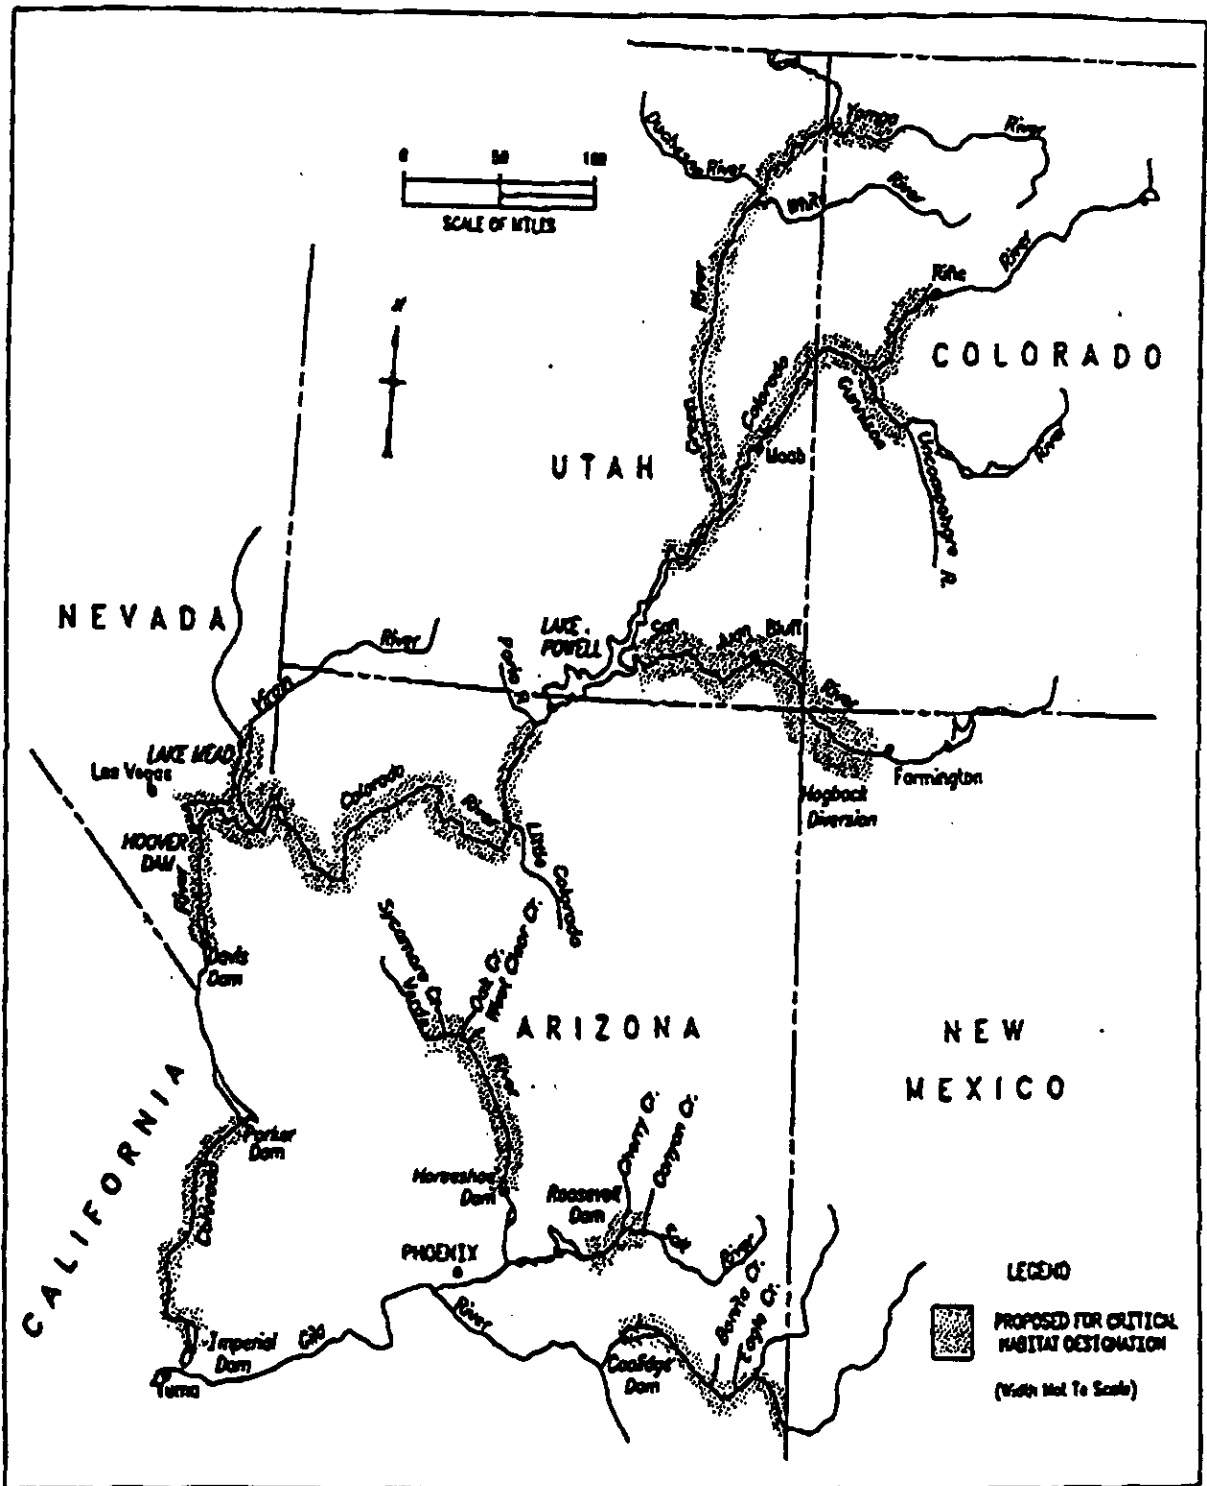 0 50 100
SCALE OF MILES
N
Yampa
River
Duchesne River
White
River
Green
River
Rifle
River
COLORADO
Colorado
Gunnison
River
Uncompahgre R.
Moab
UTAH
NEVADA
LAKE
POWELL
San Juan Bluff
River
Paria R.
River
Virgin
LAKE MEAD
Las Vegas
HOOVER
DAM
River
Colorado
River
Little Colorado
Farmington
Hogback
Diversion
Davis
Dam
Sycamore Cr.
Verde
Oak Cr.
West Clear Cr.
River
ARIZONA
NEW
MEXICO
CALIFORNIA
Parker
Dam
Colorado
Horseshoe
Dam
Roosevelt
Dam
Cherry Cr.
Canyon Cr.
Salt
River
PHOENIX
River
Gila
Imperial
Dam
Yuma
Coolidge
Dam
Bonita Cr.
Eagle Cr.
LEGEND
PROPOSED FOR CRITICAL
HABITAT DESIGNATION
(Width Not To Scale)